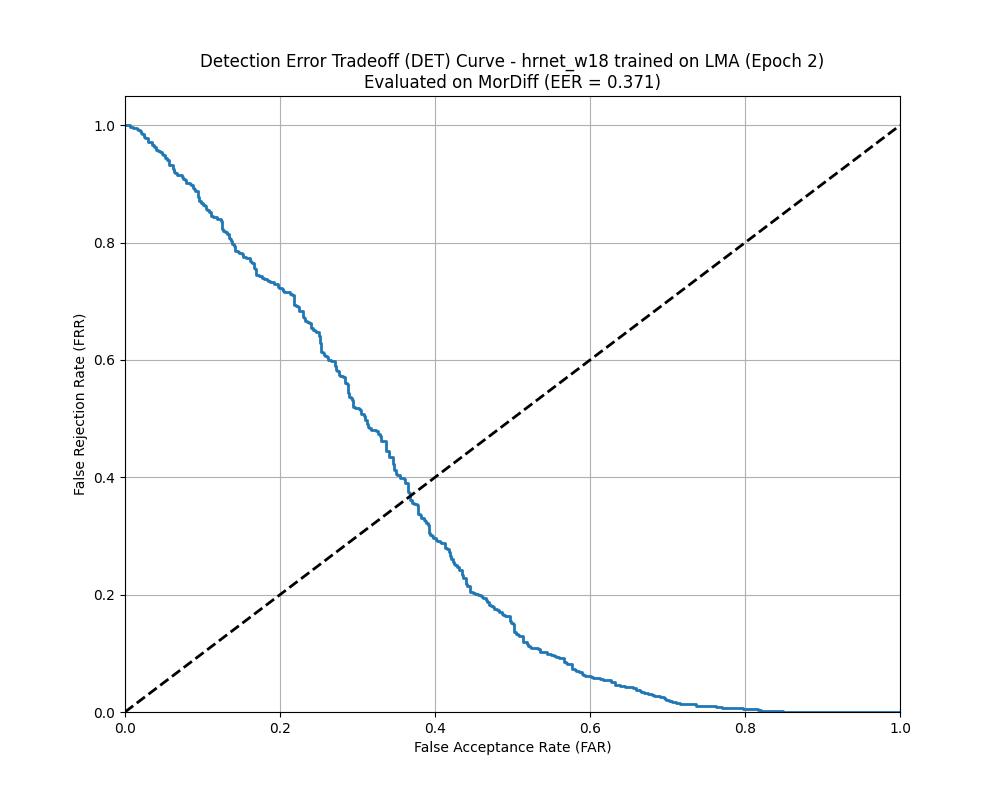 Detection Error Tradeoff (DET) Curve - hrnet_w18 trained on LMA (Epoch 2)
Evaluated on MorDiff (EER = 0.371)
1.0
0.8
0.6
0.4
0.2
0.0
False Rejection Rate (FRR)
0.0 0.2 0.4 0.6 0.8 1.0
False Acceptance Rate (FAR)